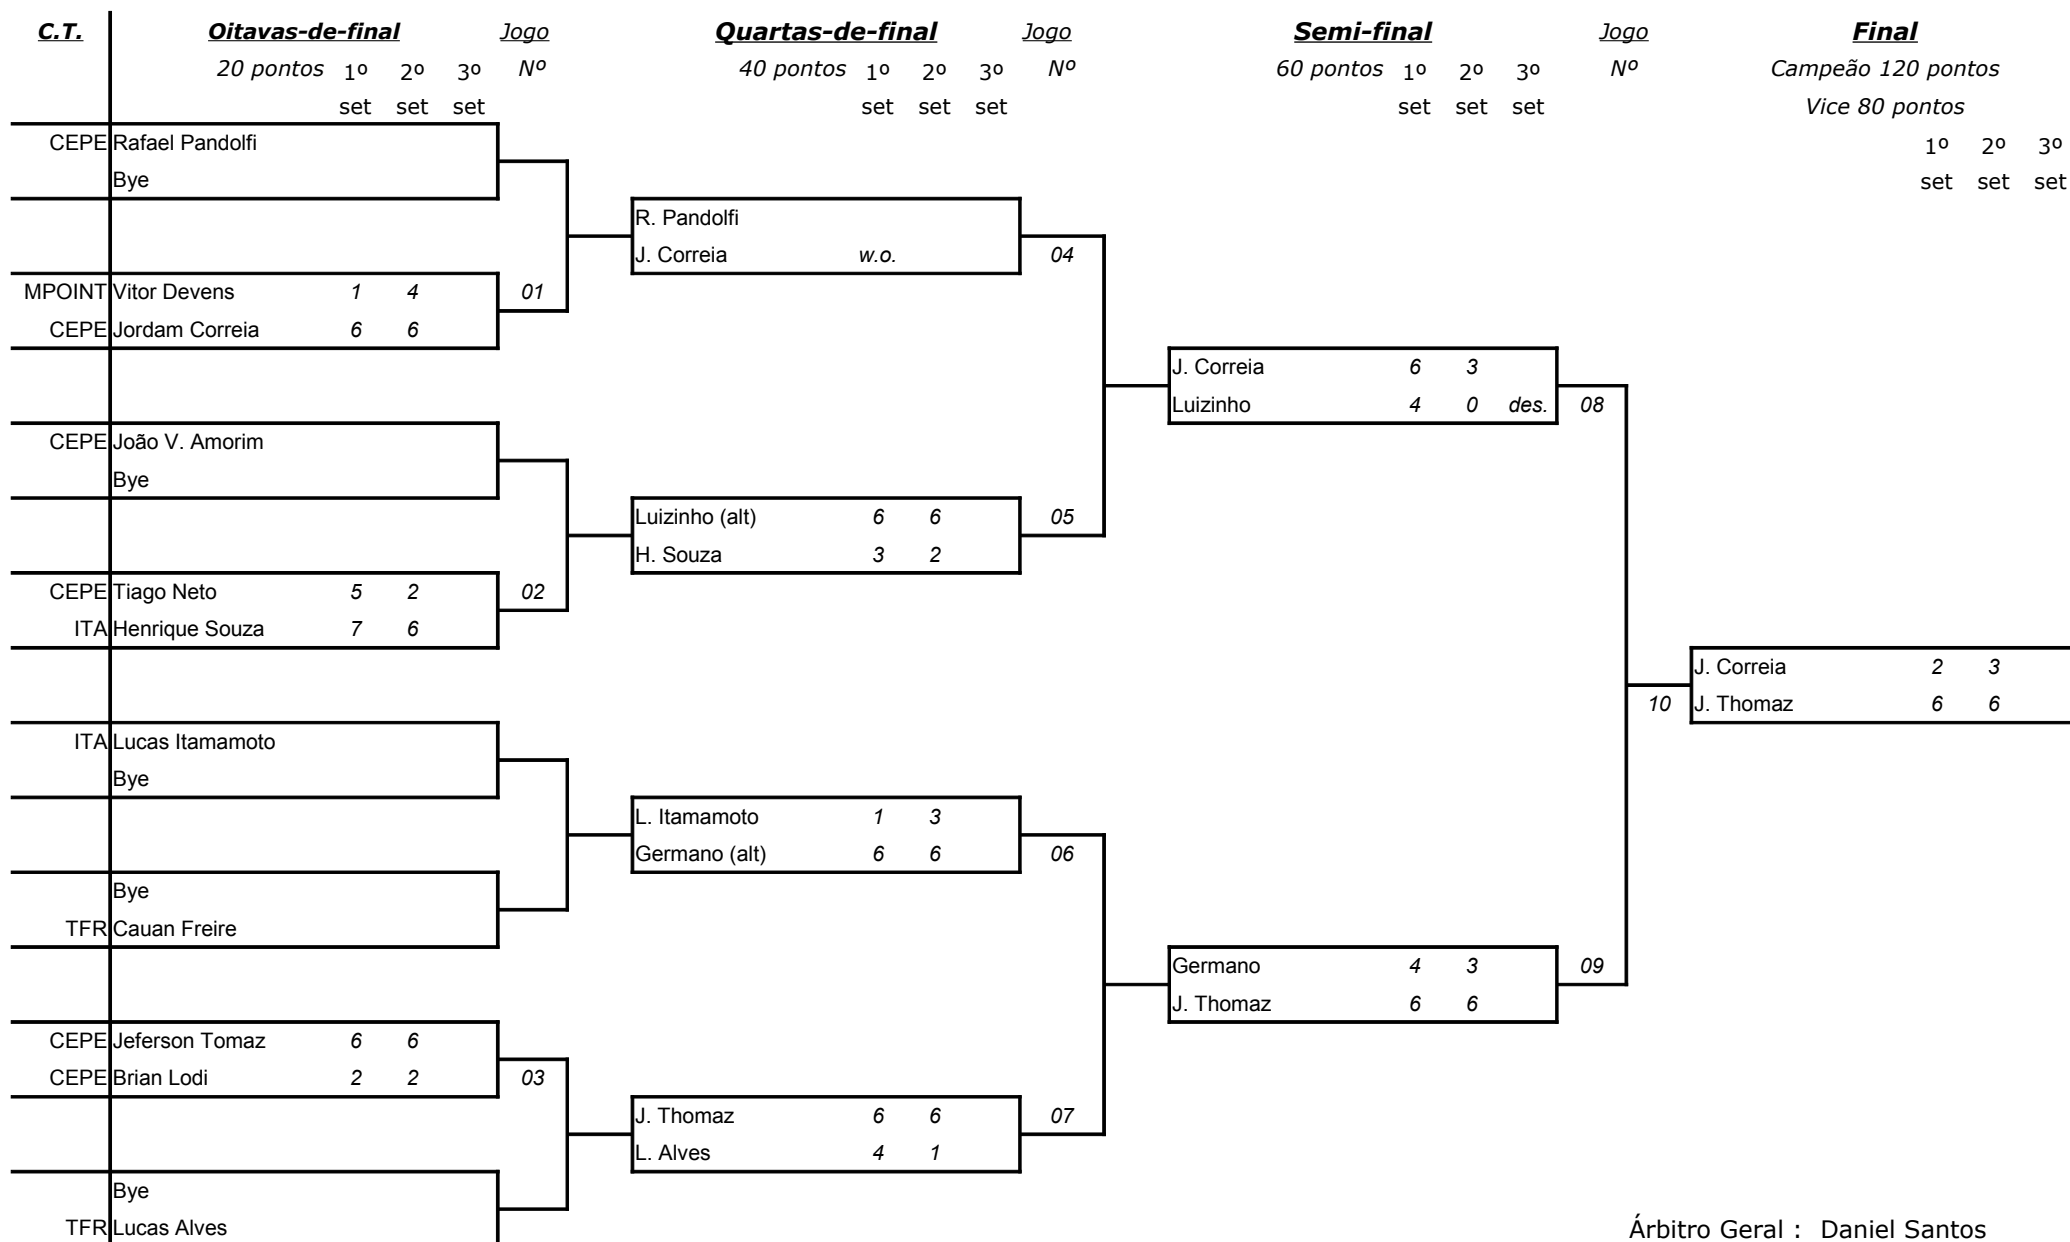 C.T. Oitavas-de-final Jogo Quartas-de-final Jogo Semi-final Jogo Final
20 pontos 1º 2º 3º Nº 40 pontos 1º 2º 3º Nº 60 pontos 1º 2º 3º Nº Campeão 120 pontos
set set set set set set set set set Vice 80 pontos
CEPE Rafael Pandolfi 1º 2º 3º
Bye set set set
R. Pandolfi
J. Correia w.o. 04
MPOINT Vitor Devens 1 4 01
CEPE Jordam Correia 6 6
J. Correia 6 3
Luizinho 4 0 des. 08
CEPE João V. Amorim
Bye
Luizinho (alt) 6 6 05
H. Souza 3 2
CEPE Tiago Neto 5 2 02
ITA Henrique Souza 7 6
J. Correia 2 3
10 J. Thomaz 6 6
ITA Lucas Itamamoto
Bye
L. Itamamoto 1 3
Germano (alt) 6 6 06
Bye
TFR Cauan Freire
Germano 4 3 09
J. Thomaz 6 6
CEPE Jeferson Tomaz 6 6
CEPE Brian Lodi 2 2 03
J. Thomaz 6 6 07
L. Alves 4 1
Bye
TFR Lucas Alves Árbitro Geral : Daniel Santos